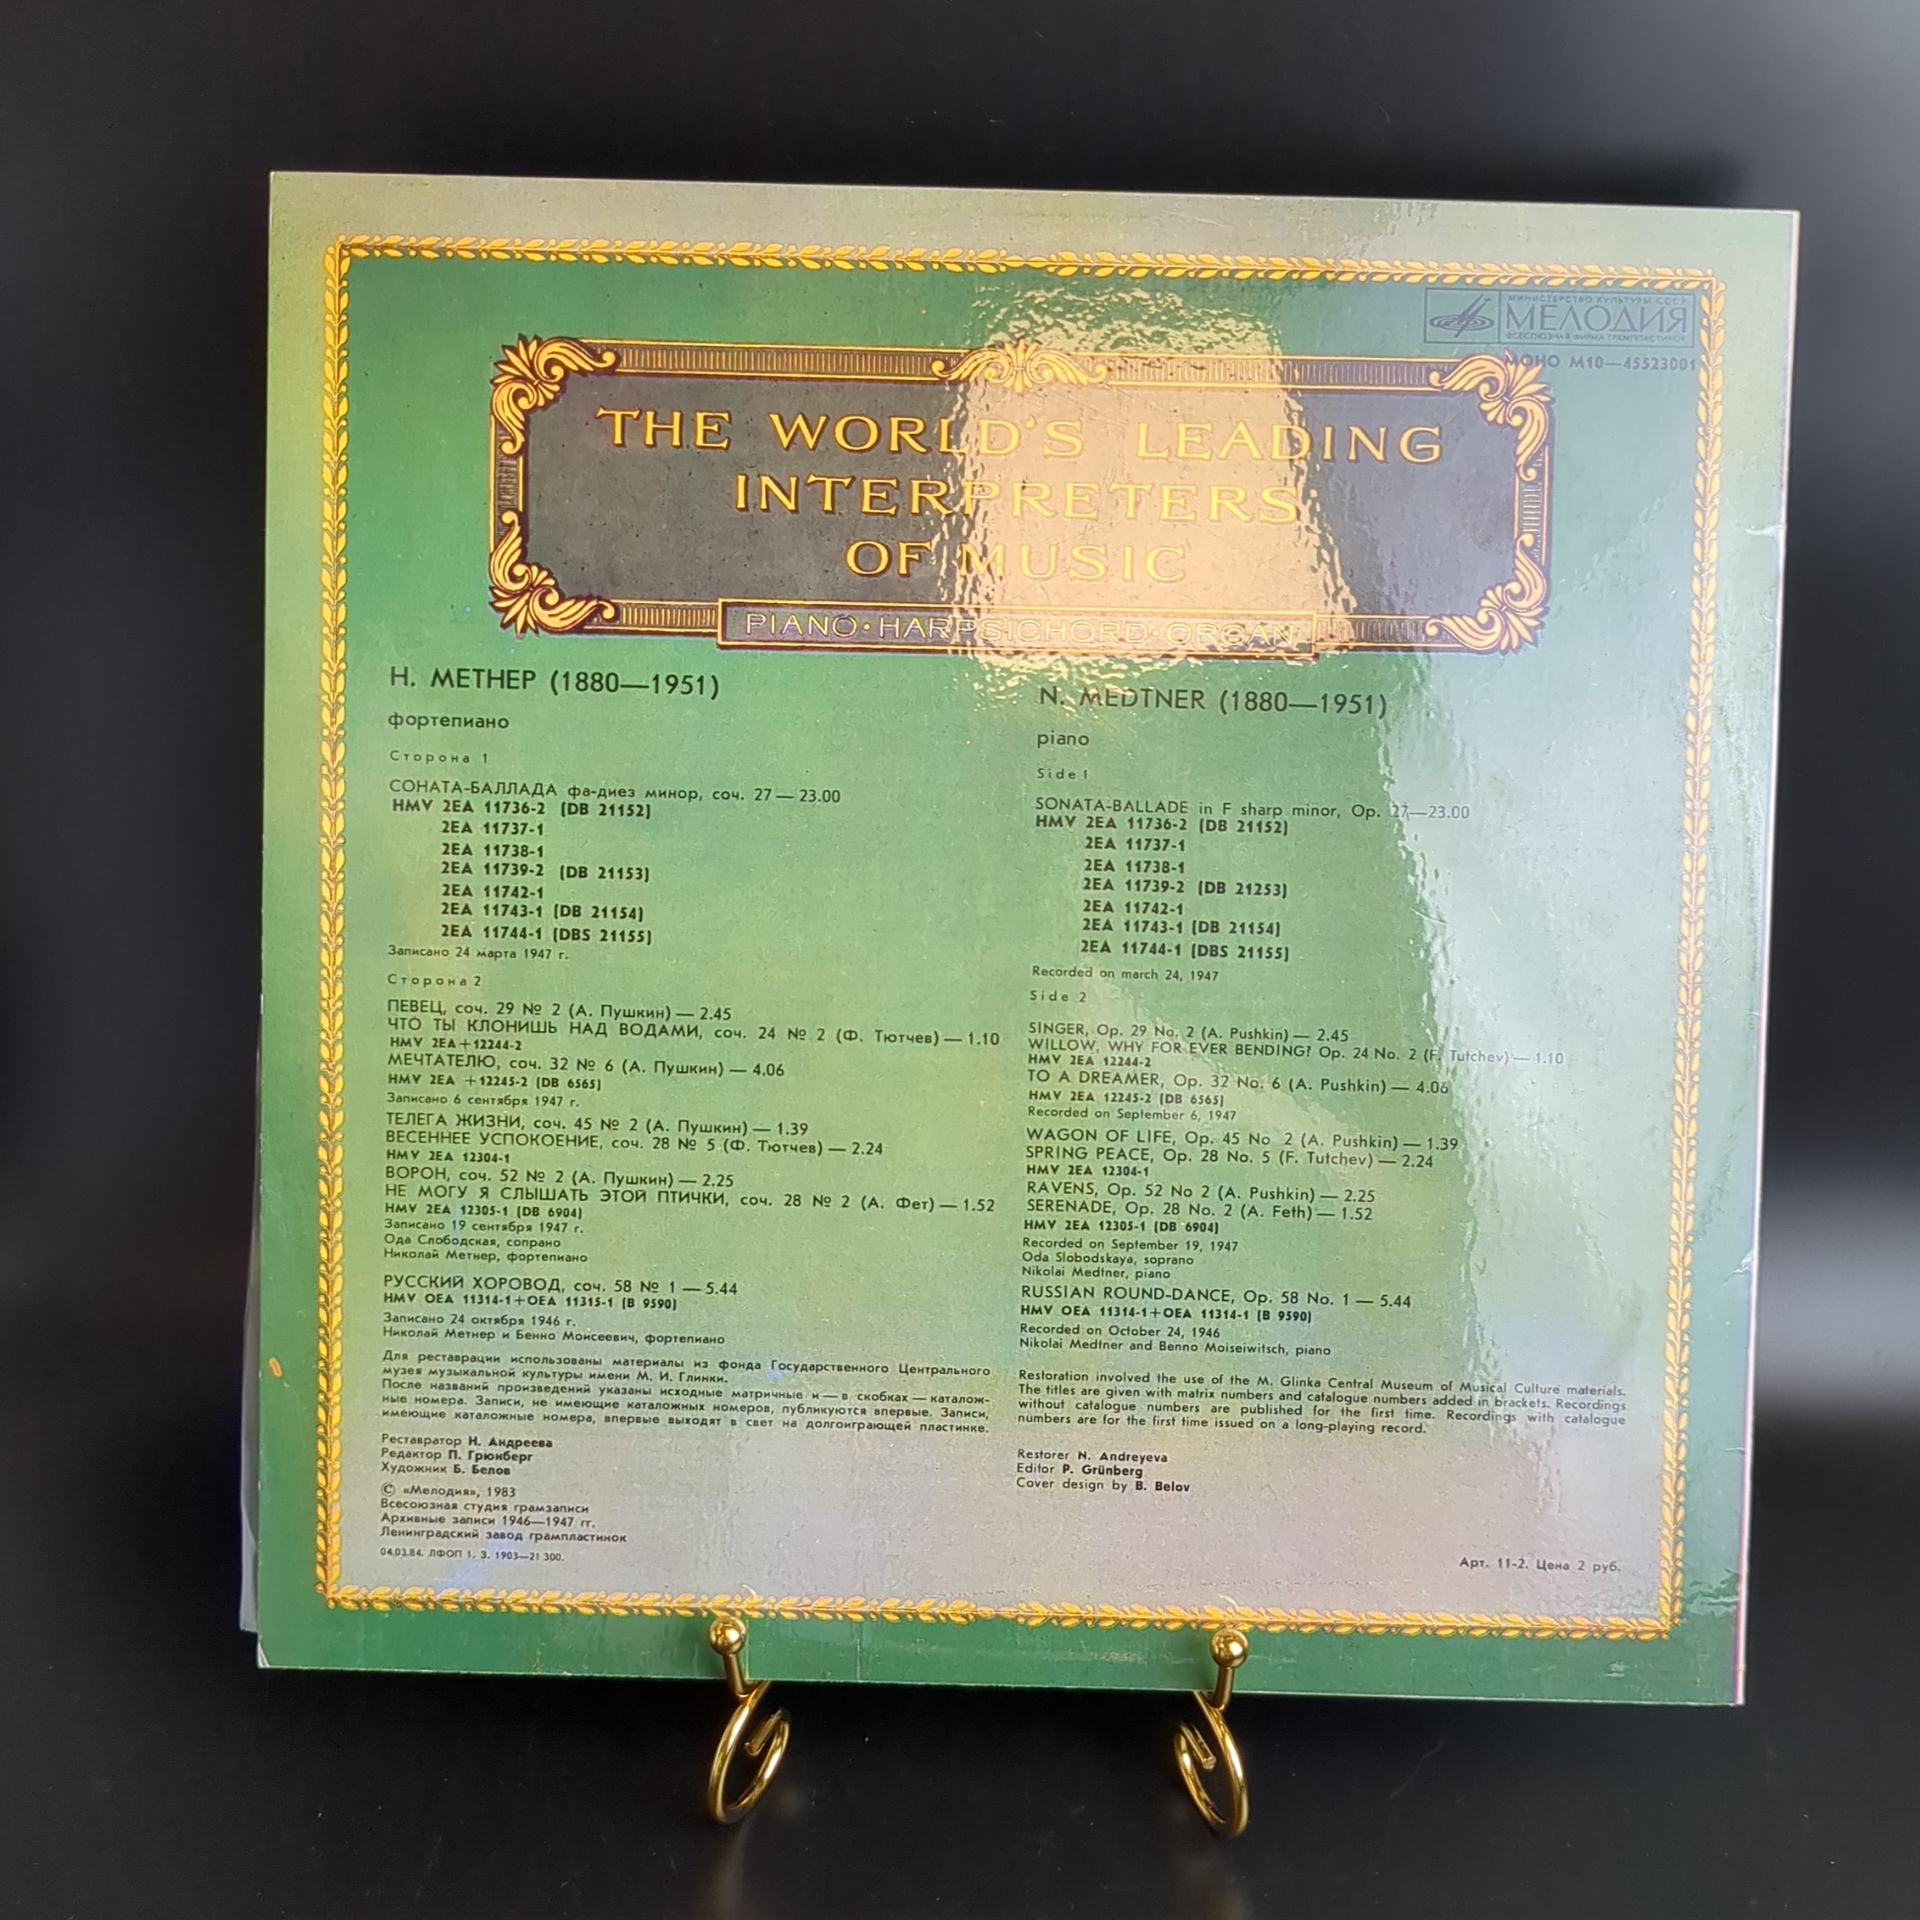 МИНИСТЕРСТВО КУЛЬТУРЫ СССР
МЕЛОДИЯ
ВСЕСОЮЗНАЯ ФИРМА ГРАМПЛАСТИНОК
МОНО М10—45523001
THE WORLD'S LEADING
INTERPRETERS
OF MUSIC
PIANO·HARPSICHORD·ORGAN
Н. МЕТНЕР (1880—1951)
фортепиано
Сторона 1
СОНАТА-БАЛЛАДА фа-диез минор, соч. 27 — 23.00
HMV 2EA 11736-2 (DB 21152)
2EA 11737-1
2EA 11738-1
2EA 11739-2 (DB 21153)
2EA 11742-1
2EA 11743-1 (DB 21154)
2EA 11744-1 (DBS 21155)
Записано 24 марта 1947 г.
Сторона 2
ПЕВЕЦ, соч. 29 № 2 (А. Пушкин) — 2.45
ЧТО ТЫ КЛОНИШЬ НАД ВОДАМИ, соч. 24 № 2 (Ф. Тютчев) — 1.10
HMV 2EA+12244-2
МЕЧТАТЕЛЮ, соч. 32 № 6 (А. Пушкин) — 4.06
HMV 2EA +12245-2 (DB 6565)
Записано 6 сентября 1947 г.
ТЕЛЕГА ЖИЗНИ, соч. 45 № 2 (А. Пушкин) — 1.39
ВЕСЕННЕЕ УСПОКОЕНИЕ, соч. 28 № 5 (Ф. Тютчев) — 2.24
HMV 2EA 12304-1
ВОРОН, соч. 52 № 2 (А. Пушкин) — 2.25
НЕ МОГУ Я СЛЫШАТЬ ЭТОЙ ПТИЧКИ, соч. 28 № 2 (А. Фет) — 1.52
HMV 2EA 12305-1 (DB 6904)
Записано 19 сентября 1947 г.
Ода Слободская, сопрано
Николай Метнер, фортепиано
РУССКИЙ ХОРОВОД, соч. 58 № 1 — 5.44
HMV OEA 11314-1+OEA 11315-1 (B 9590)
Записано 24 октября 1946 г.
Николай Метнер и Бенно Моисеевич, фортепиано
Для реставрации использованы материалы из фонда Государственного Центрального
музея музыкальной культуры имени М. И. Глинки.
После названий произведений указаны исходные матричные и — в скобках — каталож-
ные номера. Записи, не имеющие каталожных номеров, публикуются впервые. Записи,
имеющие каталожные номера, впервые выходят в свет на долгоиграющей пластинке.
Реставратор Н. Андреева
Редактор П. Грюнберг
Художник Б. Белов
© «Мелодия», 1983
Всесоюзная студия грамзаписи
Архивные записи 1946—1947 гг.
Ленинградский завод грампластинок
04.03.84. ЛФОП 1. З. 1903—21 300.
N. MEDTNER (1880—1951)
piano
Side 1
SONATA-BALLADE in F sharp minor, Op. 27—23.00
HMV 2EA 11736-2 (DB 21152)
2EA 11737-1
2EA 11738-1
2EA 11739-2 (DB 21253)
2EA 11742-1
2EA 11743-1 (DB 21154)
2EA 11744-1 (DBS 21155)
Recorded on march 24, 1947
Side 2
SINGER, Op. 29 No. 2 (A. Pushkin) — 2.45
WILLOW, WHY FOR EVER BENDING? Op. 24 No. 2 (F. Tutchev) — 1.10
HMV 2EA 12244-2
TO A DREAMER, Op. 32 No. 6 (A. Pushkin) — 4.06
HMV 2EA 12245-2 (DB 6565)
Recorded on September 6, 1947
WAGON OF LIFE, Op. 45 No 2 (A. Pushkin) — 1.39
SPRING PEACE, Op. 28 No. 5 (F. Tutchev) — 2.24
HMV 2EA 12304-1
RAVENS, Op. 52 No 2 (A. Pushkin) — 2.25
SERENADE, Op. 28 No. 2 (A. Feth) — 1.52
HMV 2EA 12305-1 (DB 6904)
Recorded on September 19, 1947
Oda Slobodskaya, soprano
Nikolai Medtner, piano
RUSSIAN ROUND-DANCE, Op. 58 No. 1 — 5.44
HMV OEA 11314-1+OEA 11314-1 (B 9590)
Recorded on October 24, 1946
Nikolai Medtner and Benno Moiseiwitsch, piano
Restoration involved the use of the M. Glinka Central Museum of Musical Culture materials.
The titles are given with matrix numbers and catalogue numbers added in brackets. Recordings
without catalogue numbers are published for the first time. Recordings with catalogue
numbers are for the first time issued on a long-playing record.
Restorer N. Andreyeva
Editor P. Grünberg
Cover design by B. Belov
Арт. 11-2. Цена 2 руб.